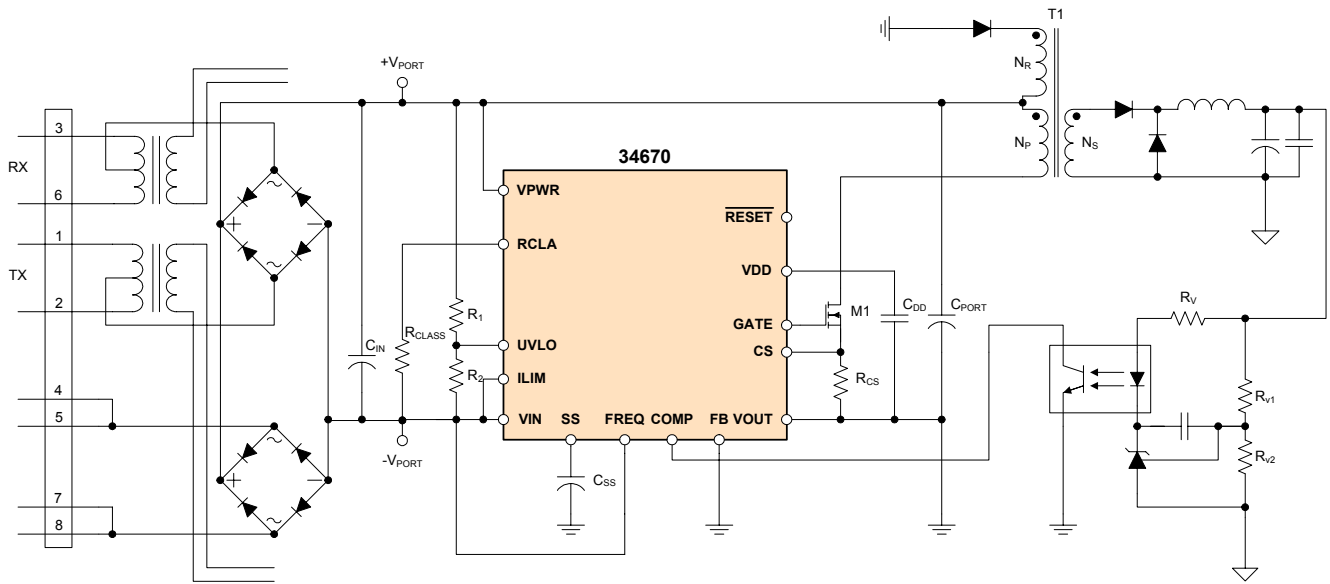 T1
+VPORT
NR
3
NP
NS
RX
34670
6
VPWR
RESET
+
~
−
~
1
RCLA
TX
VDD
2
R1
CDD
CPORT
RV
M1
GATE
RCLASS
CIN
UVLO
CS
R2
ILIM
RCS
4
Rv1
5
VIN
SS
FREQ
COMP
FB
VOUT
-VPORT
~
Rv2
+
−
CSS
7
~
8